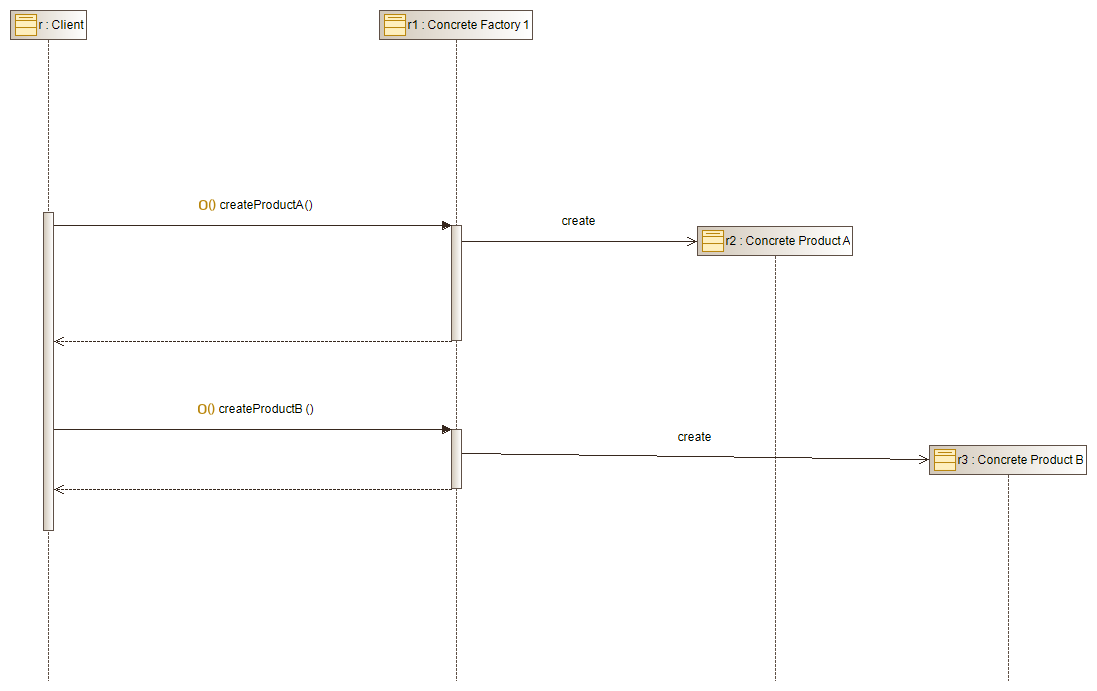 r : Client
r1 : Concrete Factory 1
O() createProductA()
create
r2 : Concrete Product A
O() createProductB ()
create
r3 : Concrete Product B